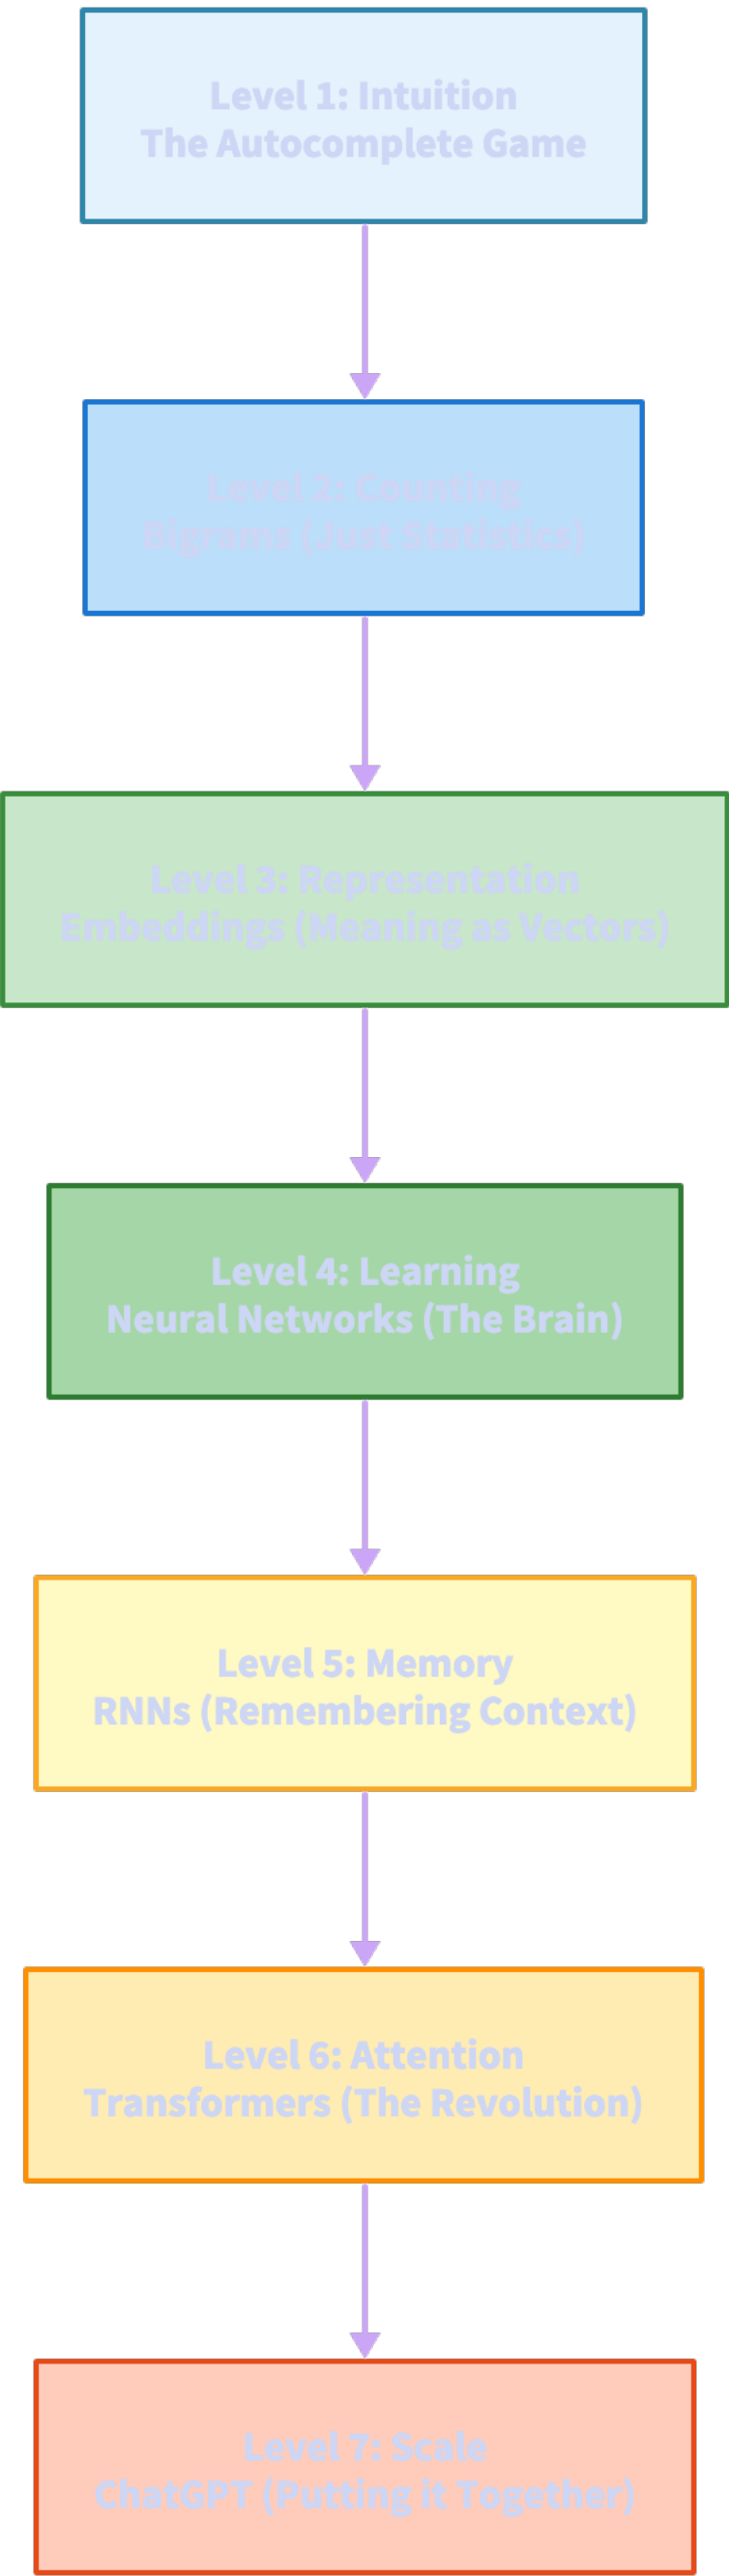 Level 1: Intuition
The Autocomplete Game
Level 2: Counting
Bigrams (Just Statistics)
Level 3: Representation
Embeddings (Meaning as Vectors)
Level 4: Learning
Neural Networks (The Brain)
Level 5: Memory
RNNs (Remembering Context)
Level 6: Attention
Transformers (The Revolution)
Level 7: Scale
ChatGPT (Putting it Together)